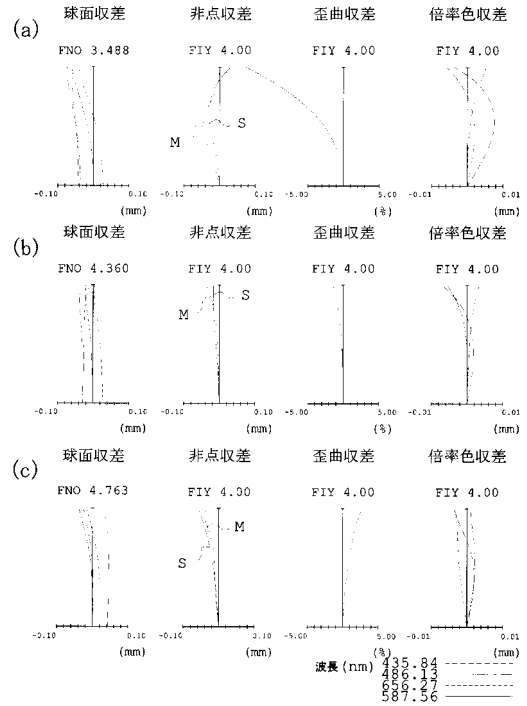 (a)
球面収差 非点収差 歪曲収差 倍率色収差
FNO 3.488 FIY 4.00 FIY 4.00 FIY 4.00
S
M
-0.10 0.10 -0.10 0.10 -5.00 5.00 -0.01 0.01
(mm) (mm) (%) (mm)
(b)
球面収差 非点収差 歪曲収差 倍率色収差
FNO 4.360 FIY 4.00 FIY 4.00 FIY 4.00
S
M
-0.10 0.10 -0.10 0.10 -5.00 5.00 -0.01 0.01
(mm) (mm) (%) (mm)
(c)
球面収差 非点収差 歪曲収差 倍率色収差
FNO 4.763 FIY 4.00 FIY 4.00 FIY 4.00
M
S
-0.10 0.10 -0.10 0.10 -5.00 5.00 -0.01 0.01
(mm) (mm) (%) (mm)
波長(nm) 435.84
486.13
656.27
587.56